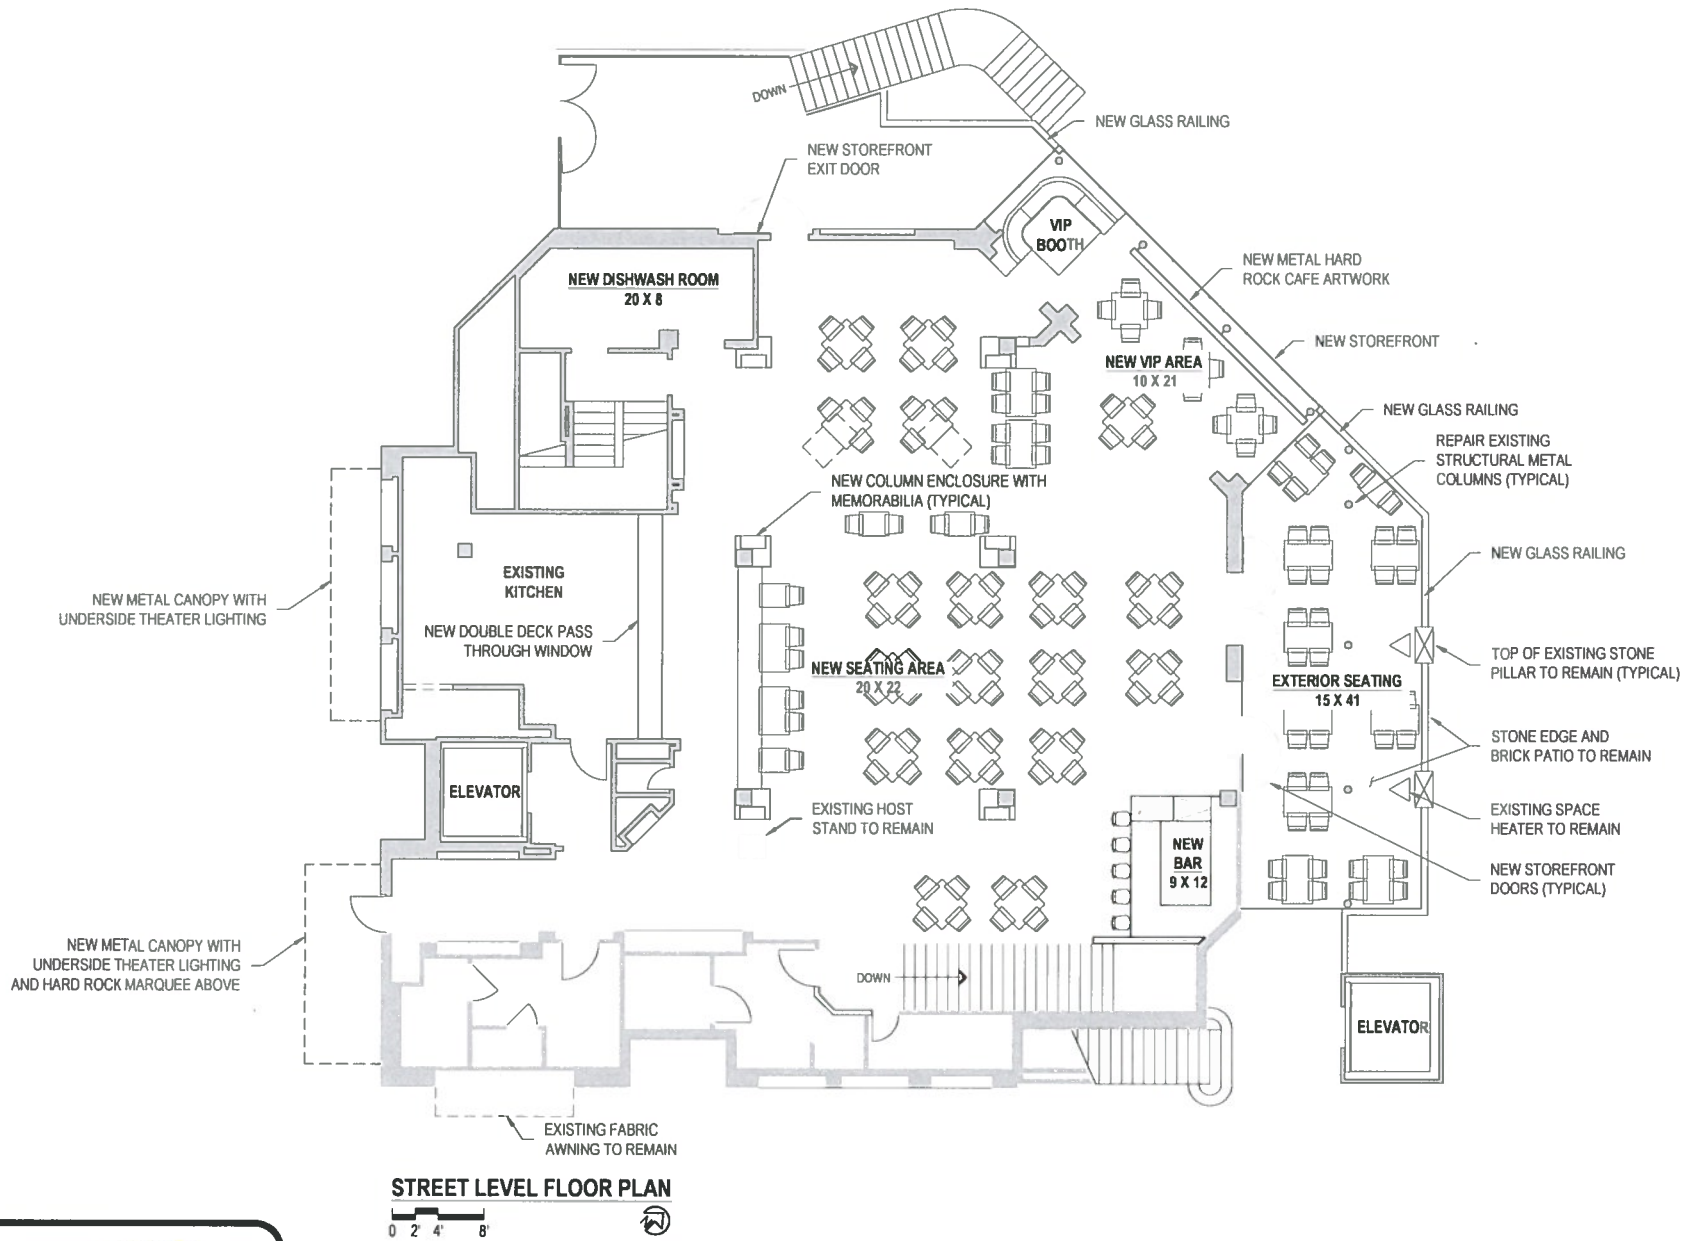 DOWN
NEW GLASS RAILING
NEW STOREFRONT
EXIT DOOR
VIP
BOOTH
NEW METAL HARD
ROCK CAFE ARTWORK
NEW DISHWASH ROOM
20 X 8
NEW STOREFRONT
NEW VIP AREA
10 X 21
NEW GLASS RAILING
REPAIR EXISTING
STRUCTURAL METAL
COLUMNS (TYPICAL)
NEW COLUMN ENCLOSURE WITH
MEMORABILIA (TYPICAL)
NEW GLASS RAILING
EXISTING
KITCHEN
NEW METAL CANOPY WITH
UNDERSIDE THEATER LIGHTING
NEW DOUBLE DECK PASS
THROUGH WINDOW
NEW SEATING AREA
20 X 22
EXTERIOR SEATING
15 X 41
TOP OF EXISTING STONE
PILLAR TO REMAIN (TYPICAL)
STONE EDGE AND
BRICK PATIO TO REMAIN
ELEVATOR
EXISTING HOST
STAND TO REMAIN
EXISTING SPACE
HEATER TO REMAIN
NEW
BAR
9 X 12
NEW STOREFRONT
DOORS (TYPICAL)
NEW METAL CANOPY WITH
UNDERSIDE THEATER LIGHTING
AND HARD ROCK MARQUEE ABOVE
DOWN
ELEVATOR
EXISTING FABRIC
AWNING TO REMAIN
STREET LEVEL FLOOR PLAN
0 2' 4' 8'